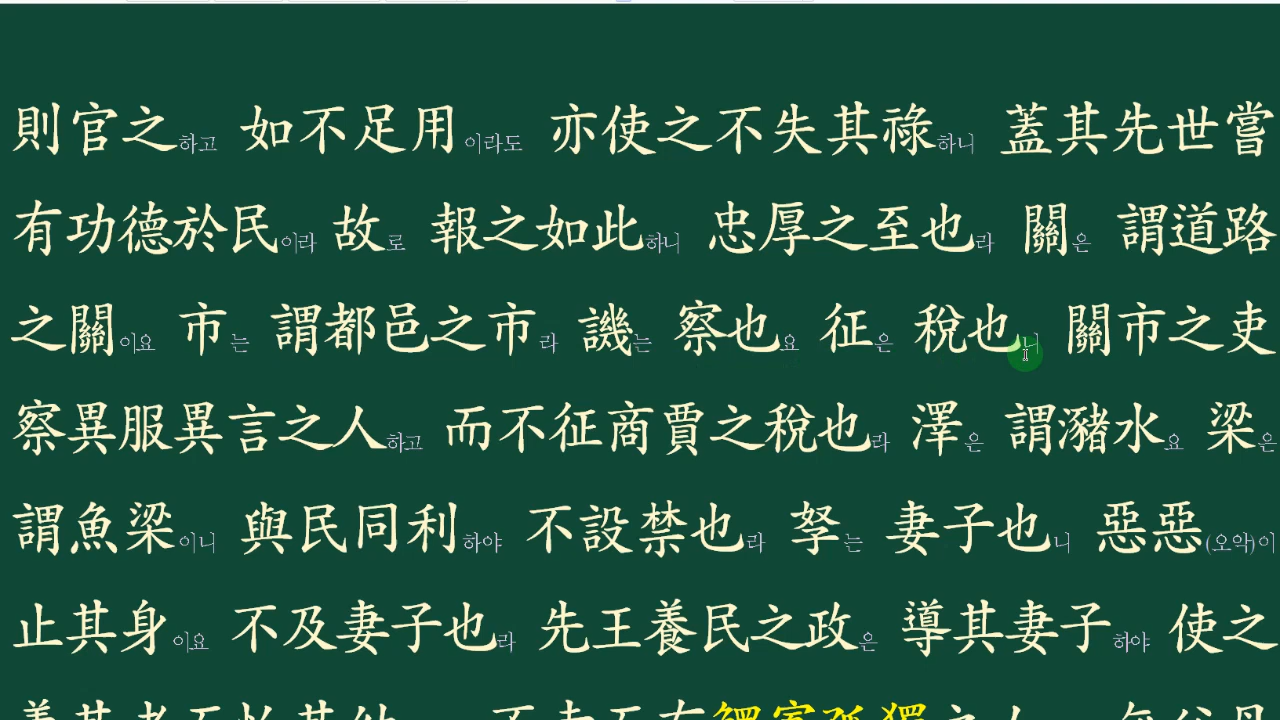 則官之하고 如不足用이라도 亦使之不失其祿하니 蓋其先世嘗
有功德於民이라 故로 報之如此하니 忠厚之至也라 關은 謂道路
之關이요 市는 謂都邑之市라 譏는 察也요 征은 稅也니 關市之吏
察異服異言之人하고 而不征商賈之稅也라 澤은 謂瀦水요 梁은
謂魚梁이니 與民同利하야 不設禁也라 孥는 妻子也니 惡惡(오악)이
止其身이요 不及妻子也라 先王養民之政은 導其妻子하야 使之